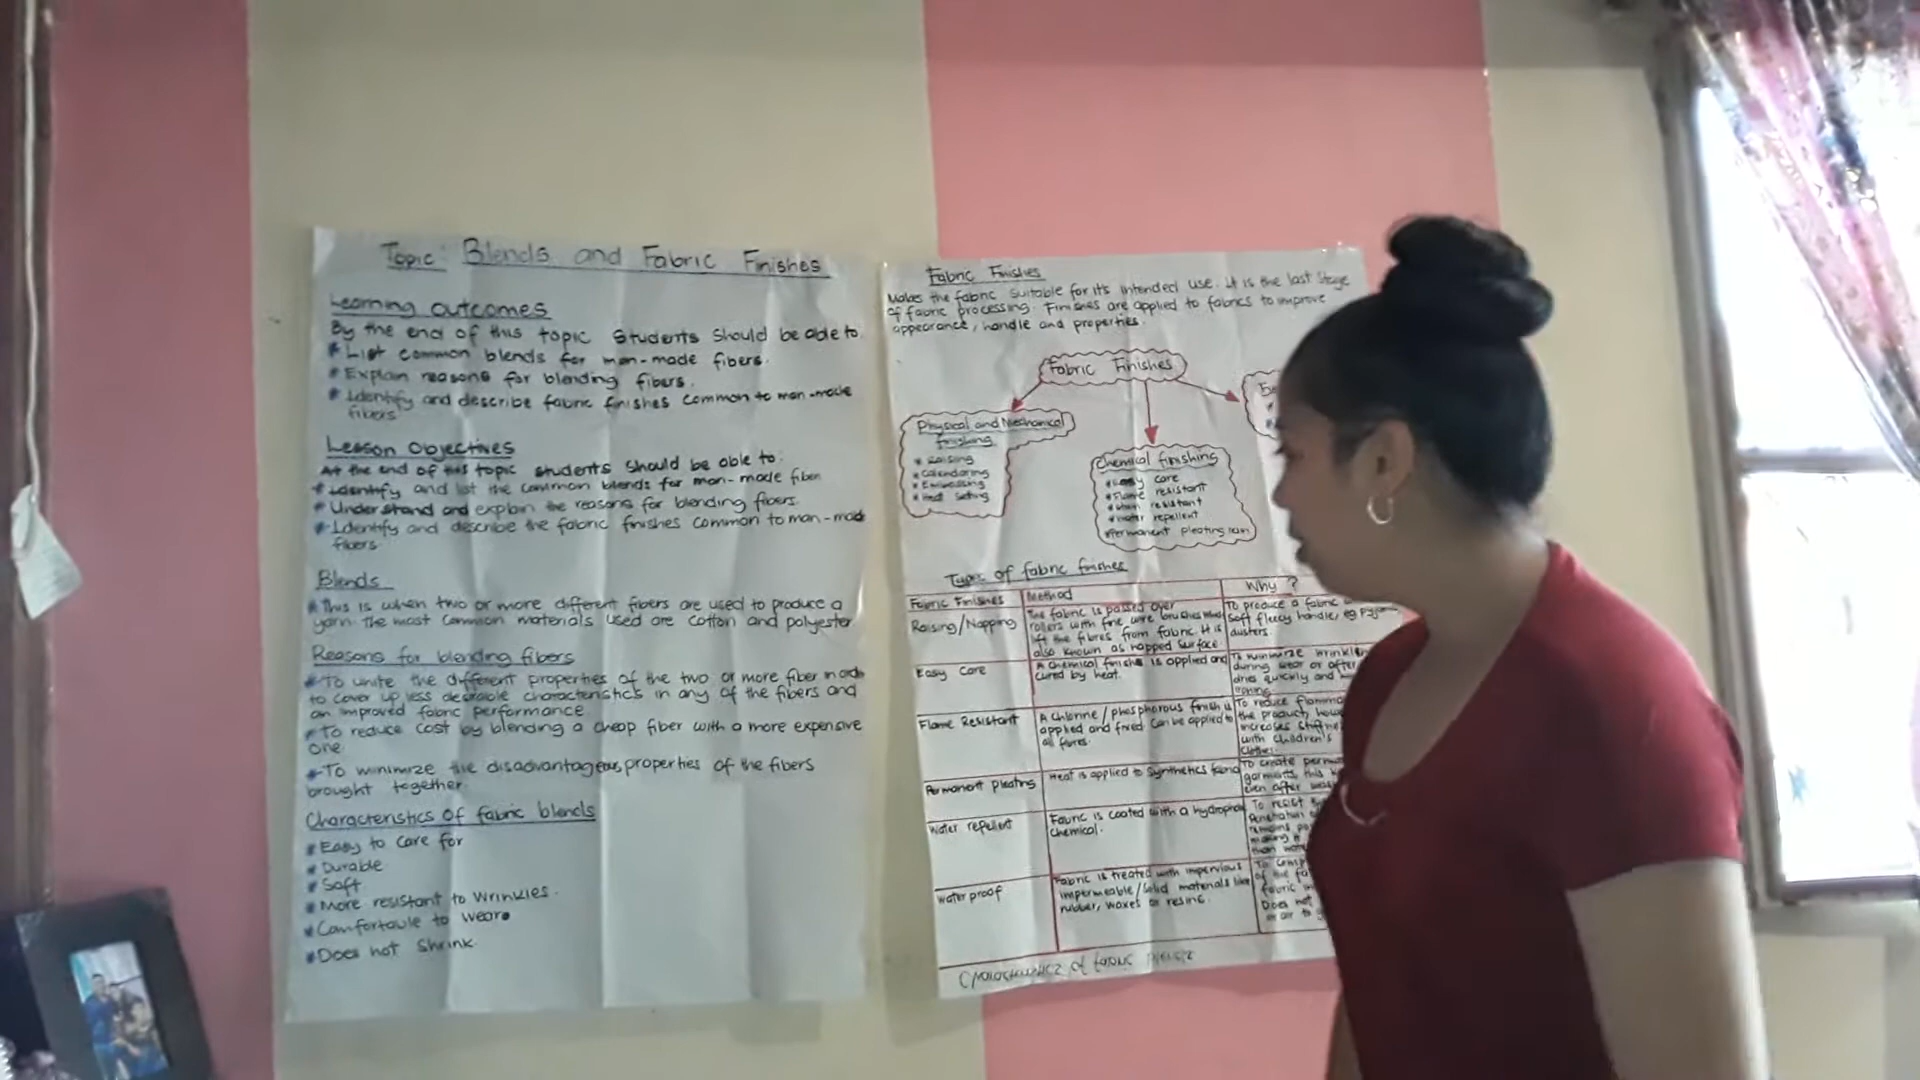 Topic: Blends and Fabric Finishes
Learning outcomes
By the end of this topic students should be able to.
* List common blends for man-made fibers.
* Explain reasons for blending fibers.
* Identify and describe fabric finishes common to man-made
fibers
Lesson Objectives
At the end of this topic students should be able to:
* Identify and list the common blends for man-made fiber
* Understand and explain the reasons for blending fibers.
* Identify and describe the fabric finishes common to man-mad
fibers.
Blends
* This is when two or more different fibers are used to produce a
yarn. The most common materials used are cotton and polyester
Reasons for blending fibers
* To unite the different properties of the two or more fiber in
to cover up less desirable characteristics in any of the fibers and
an improved fabric performance
* To reduce cost by blending a cheap fiber with a more expensive
one.
* To minimize the disadvantageous properties of the fibers
brought together.
Characteristics of fabric blends
* Easy to care for
* Durable
* Soft
* More resistant to wrinkles.
* Comfortable to wear
* Does not shrink.
Fabric Finishes
Makes the fabric suitable for its intended use. It is the last stage
of fabric processing. Finishes are applied to fabrics to improve
appearance, handle and properties.
Fabric Finishes
Physical and Mechanical
finishing
* Raising
* Calendaring
* Embossing
* Heat setting
Chemical finishing
* easy care
* flame resistant
* stain resistant
* water repellent
* Permanent pleating
Types of fabric finishes
Fabric Finishes Method Why?
Raising/Napping
The fabric is passed over
rollers with fine wire brushes
lift the fibres from fabric. It is
also known as napped surface
To produce a fabric
soft fleecy handle, eg
dusters.
Easy Care
A chemical finish is applied and
cured by heat.
To minimize
during wear or after
dries quickly and
Flame Resistant
A Chlorine/phosphorous finish is
applied and fixed. Can be applied to
all fibres.
To reduce
the product,
increases
with children's
clothes.
Permanent pleating
Heat is applied to synthetics
To create
garments, this
even after
Water repellent
Fabric is coated with a
chemical.
To resist
Water proof
Fabric is treated with impervious
impermeable/solid materials like
rubber, waxes or resins.
of the
fabric
Does not
or air to
Characteristics of fabric